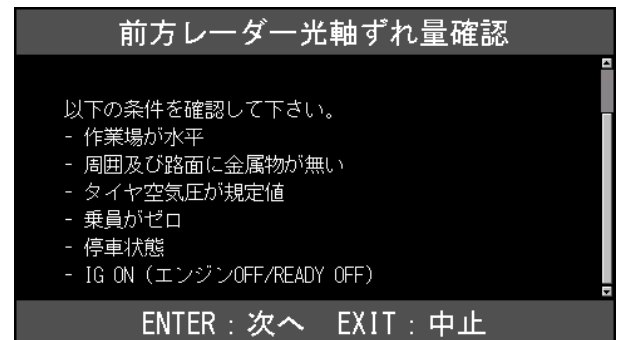 前方レーダー光軸ずれ量確認
以下の条件を確認して下さい。
- 作業場が水平
- 周囲及び路面に金属物が無い
- タイヤ空気圧が規定値
- 乗員がゼロ
- 停車状態
- IG ON (エンジンOFF/READY OFF)
ENTER : 次へ EXIT : 中止